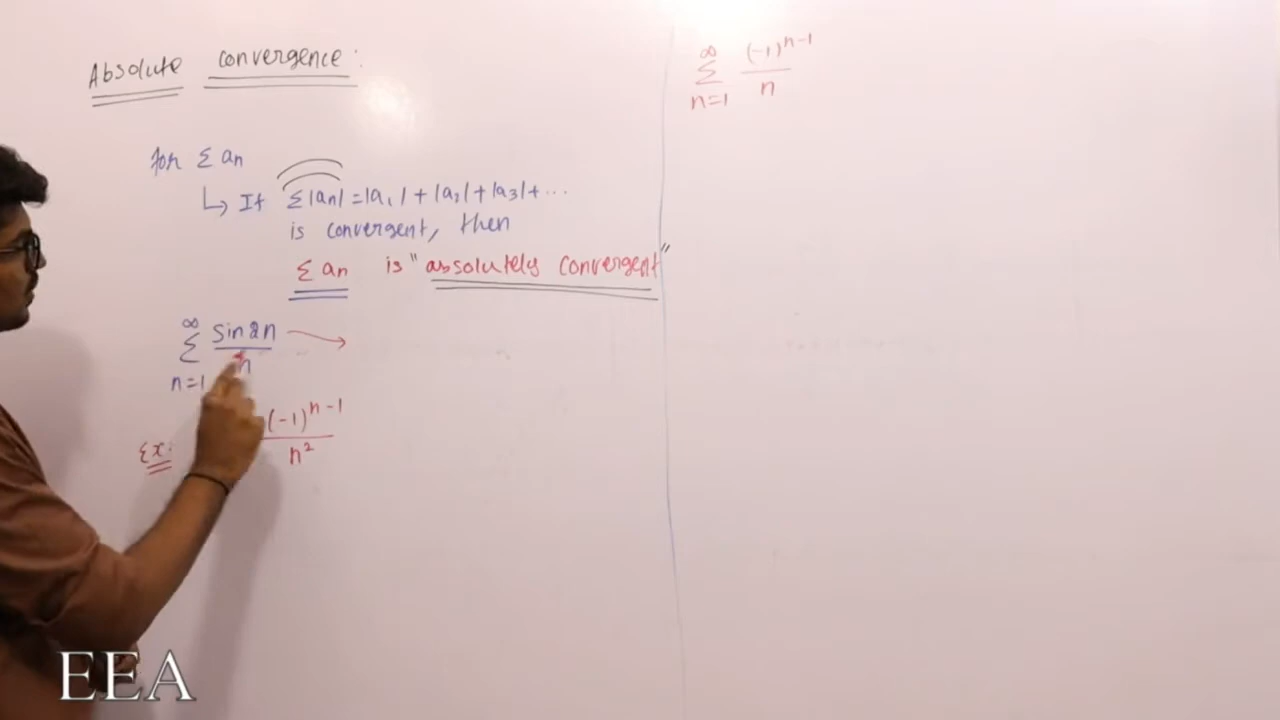 Absolute convergence:
for Σ an
↳ If Σ|an| = |a1| + |a2| + |a3| + ...
is convergent, then
Σ an is "absolutely convergent"
∞
Σ sin 2n / n →
n=1
Ex: (-1)^{n-1} / n^2
∞
Σ (-1)^{n-1} / n
n=1
EEA